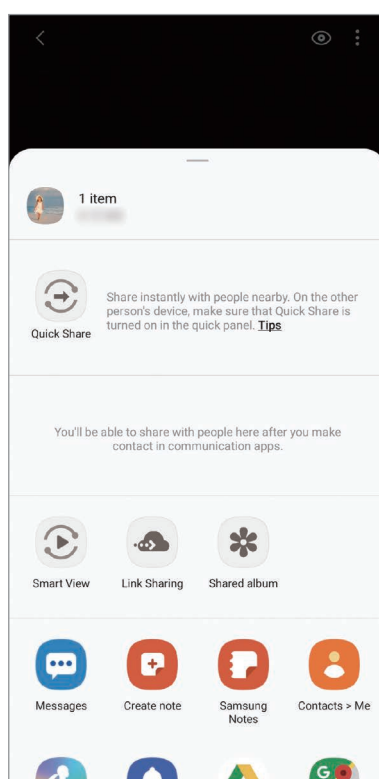 1 item
Share instantly with people nearby. On the other
person's device, make sure that Quick Share is
turned on in the quick panel. Tips
Quick Share
You'll be able to share with people here after you make
contact in communication apps.
Smart View
Link Sharing
Shared album
Messages
Create note
Samsung
Notes
Contacts > Me
G